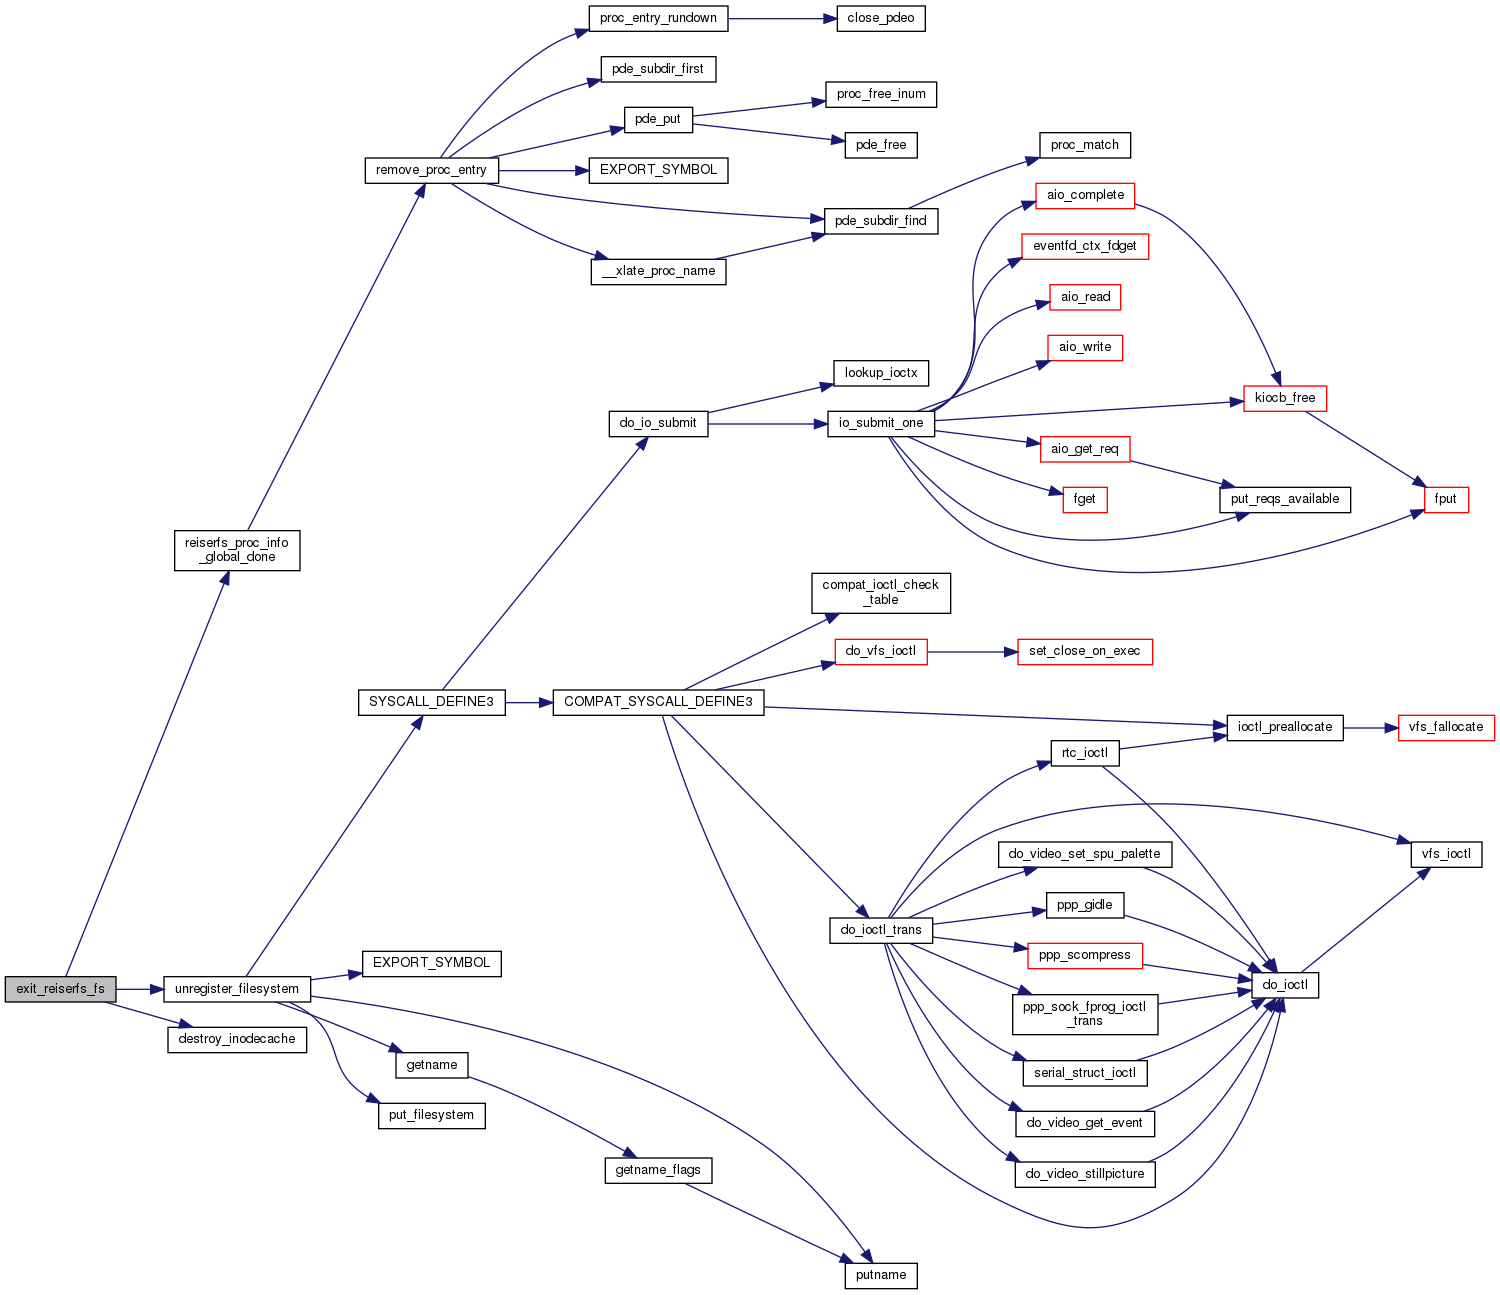 proc_entry_rundown
close_pdeo
pde_subdir_first
proc_free_inum
pde_put
pde_free
proc_match
remove_proc_entry
EXPORT_SYMBOL
aio_complete
pde_subdir_find
eventfd_ctx_fdget
__xlate_proc_name
aio_read
aio_write
lookup_ioctx
kiocb_free
do_io_submit
io_submit_one
aio_get_req
fget
put_reqs_available
fput
reiserfs_proc_info
_global_done
compat_ioctl_check
_table
do_vfs_ioctl
set_close_on_exec
SYSCALL_DEFINE3
COMPAT_SYSCALL_DEFINE3
ioctl_preallocate
vfs_fallocate
rtc_ioctl
do_video_set_spu_palette
vfs_ioctl
ppp_gidle
do_ioctl_trans
ppp_scompress
EXPORT_SYMBOL
exit_reiserfs_fs
unregister_filesystem
do_ioctl
ppp_sock_fprog_ioctl
_trans
destroy_inodecache
getname
serial_struct_ioctl
put_filesystem
do_video_get_event
getname_flags
do_video_stillpicture
putname